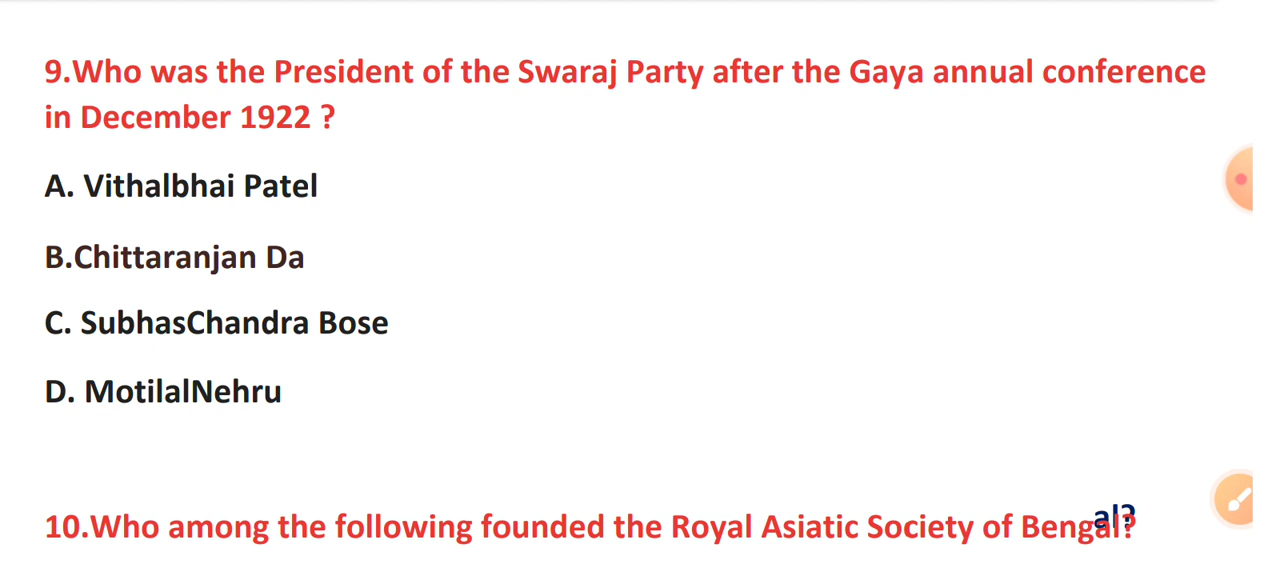 9.Who was the President of the Swaraj Party after the Gaya annual conference
in December 1922 ?
A. Vithalbhai Patel
B.Chittaranjan Da
C. SubhasChandra Bose
D. MotilalNehru
10.Who among the following founded the Royal Asiatic Society of Bengal?
al?